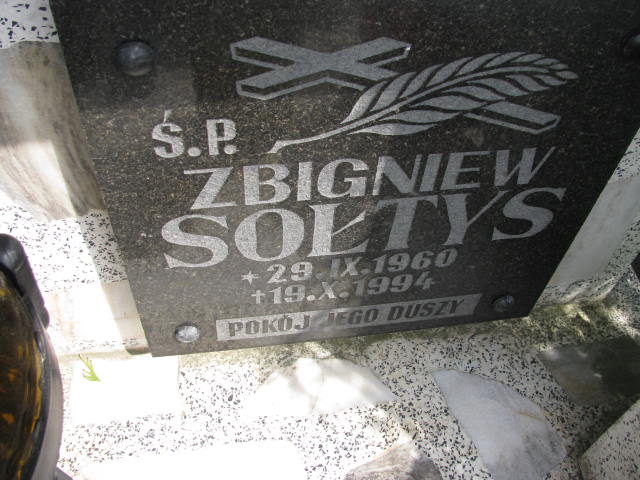 Ś.P.
ZBIGNIEW
SOŁTYS
* 29.IX.1960
† 19.X.1994
POKÓJ JEGO DUSZY